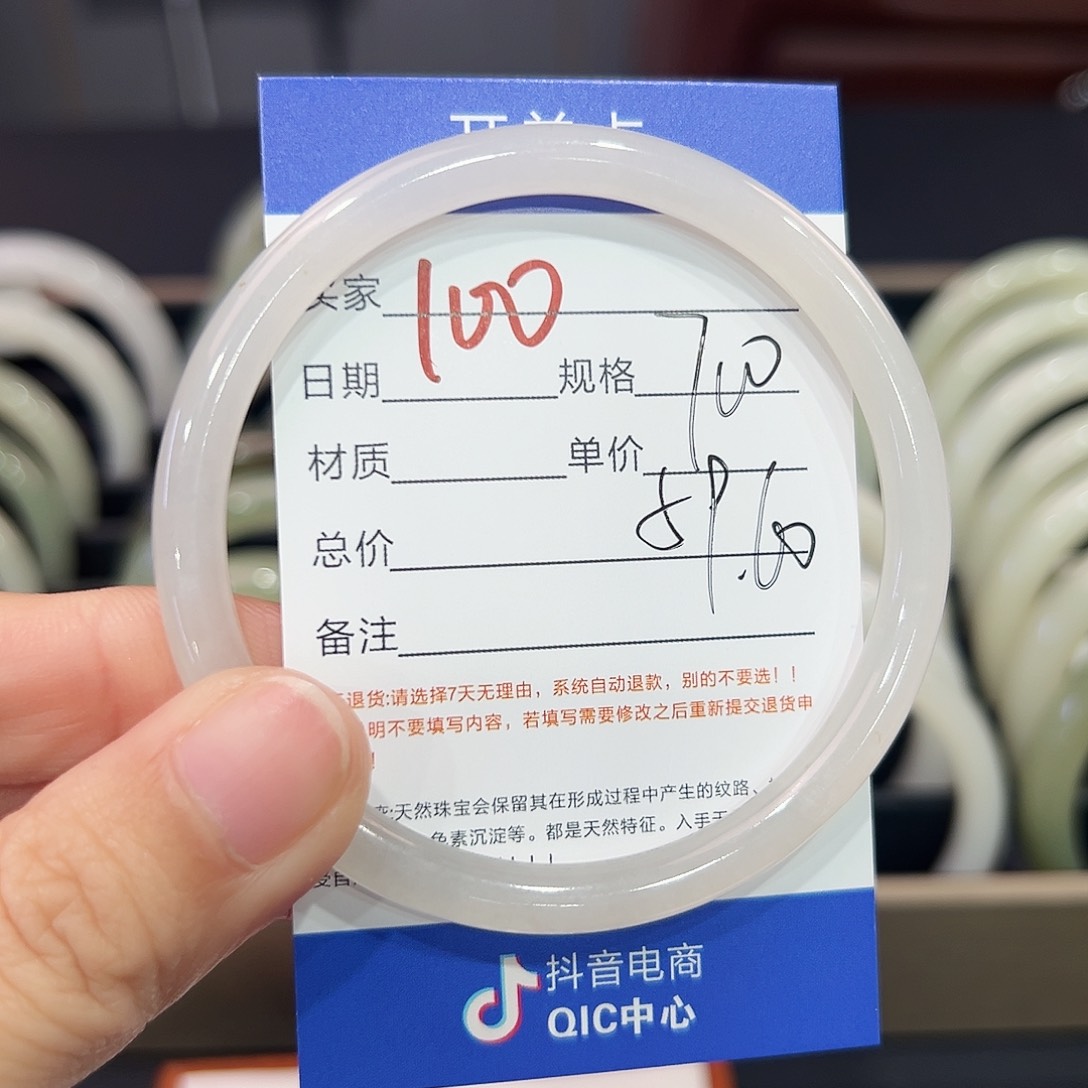 开单卡
买家 100
日期 规格 700
材质 单价
总价 59.60
备注
退货:请选择7天无理由，系统自动退款，别的不要选！！
明不要填写内容，若填写需要修改之后重新提交退货申
！
:天然珠宝会保留其在形成过程中产生的纹路、
色素沉淀等。都是天然特征。入手
！！！
抖音电商
QIC中心